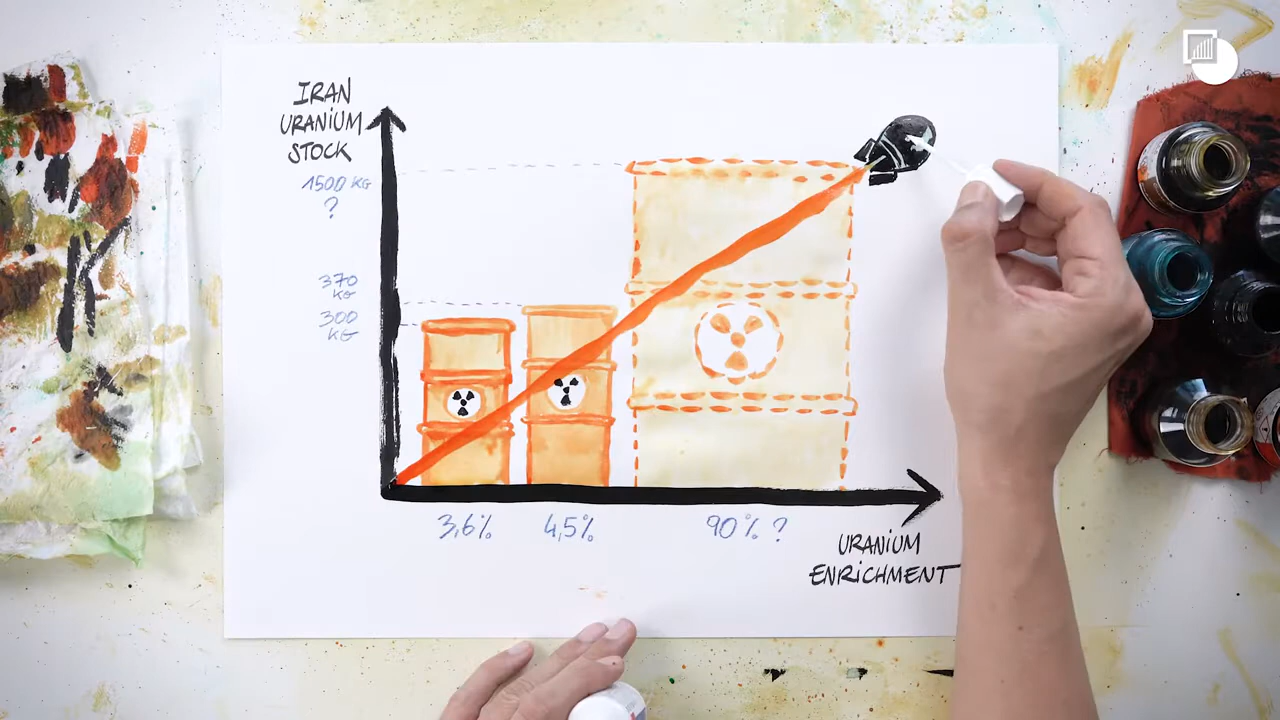 IRAN
URANIUM
STOCK
1500 KG
?
370
KG
300
KG
3,6%
4,5%
90% ?
URANIUM
ENRICHMENT